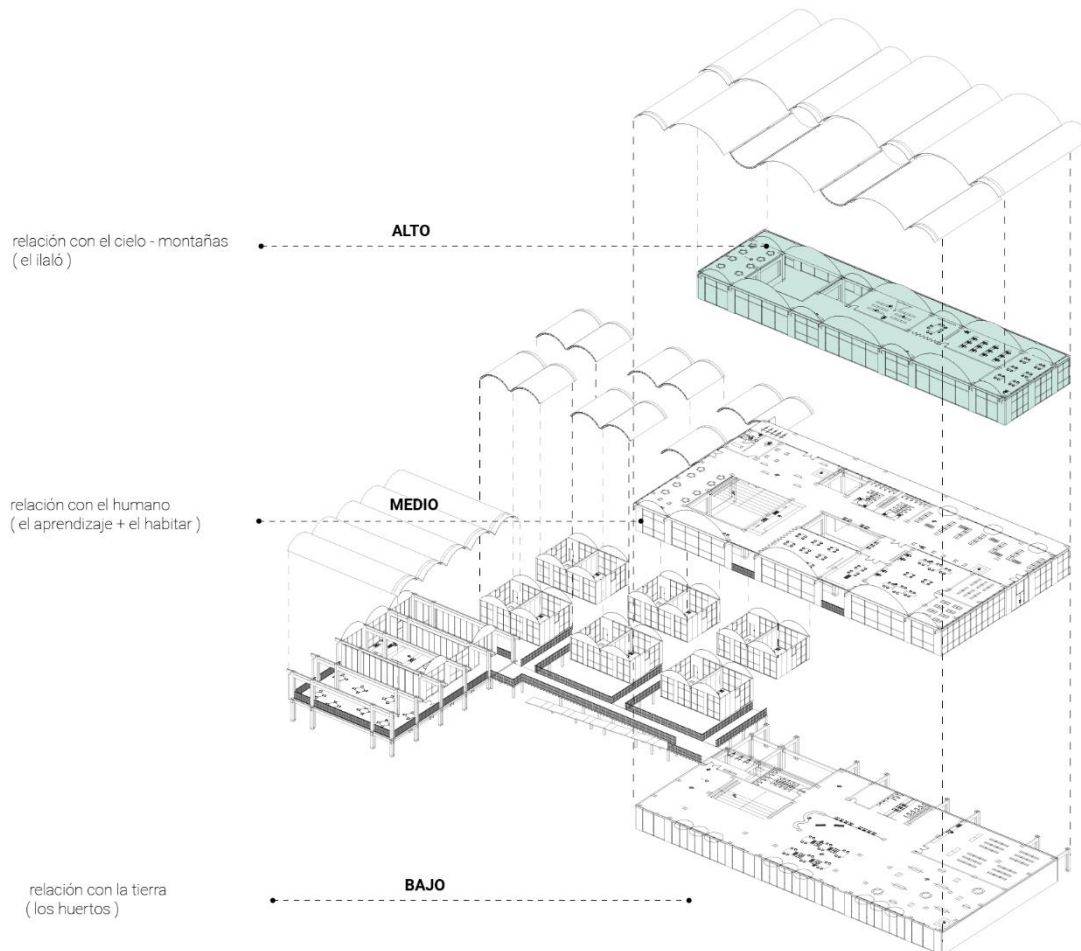 ALTO
relación con el cielo - montañas
( el ilaló )
MEDIO
relación con el humano
( el aprendizaje + el habitar )
BAJO
relación con la tierra
( los huertos )